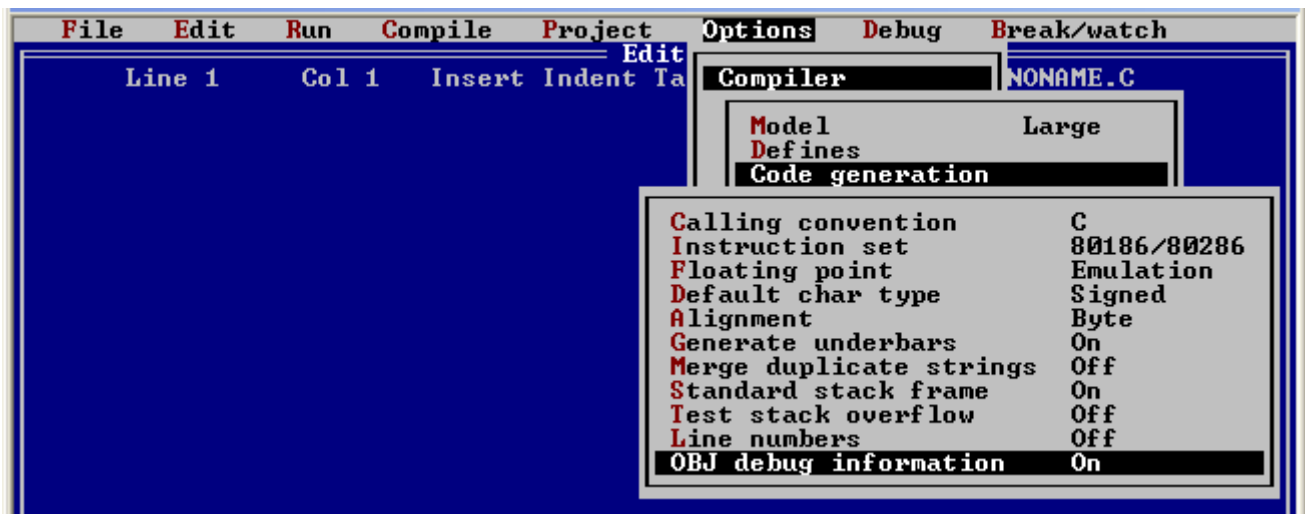 File Edit Run Compile Project Options Debug Break/watch
Edit
Line 1 Col 1 Insert Indent Ta Compiler NONAME.C
Model Large
Defines
Code generation
Calling convention C
Instruction set 80186/80286
Floating point Emulation
Default char type Signed
Alignment Byte
Generate underbars On
Merge duplicate strings Off
Standard stack frame On
Test stack overflow Off
Line numbers Off
OBJ debug information On